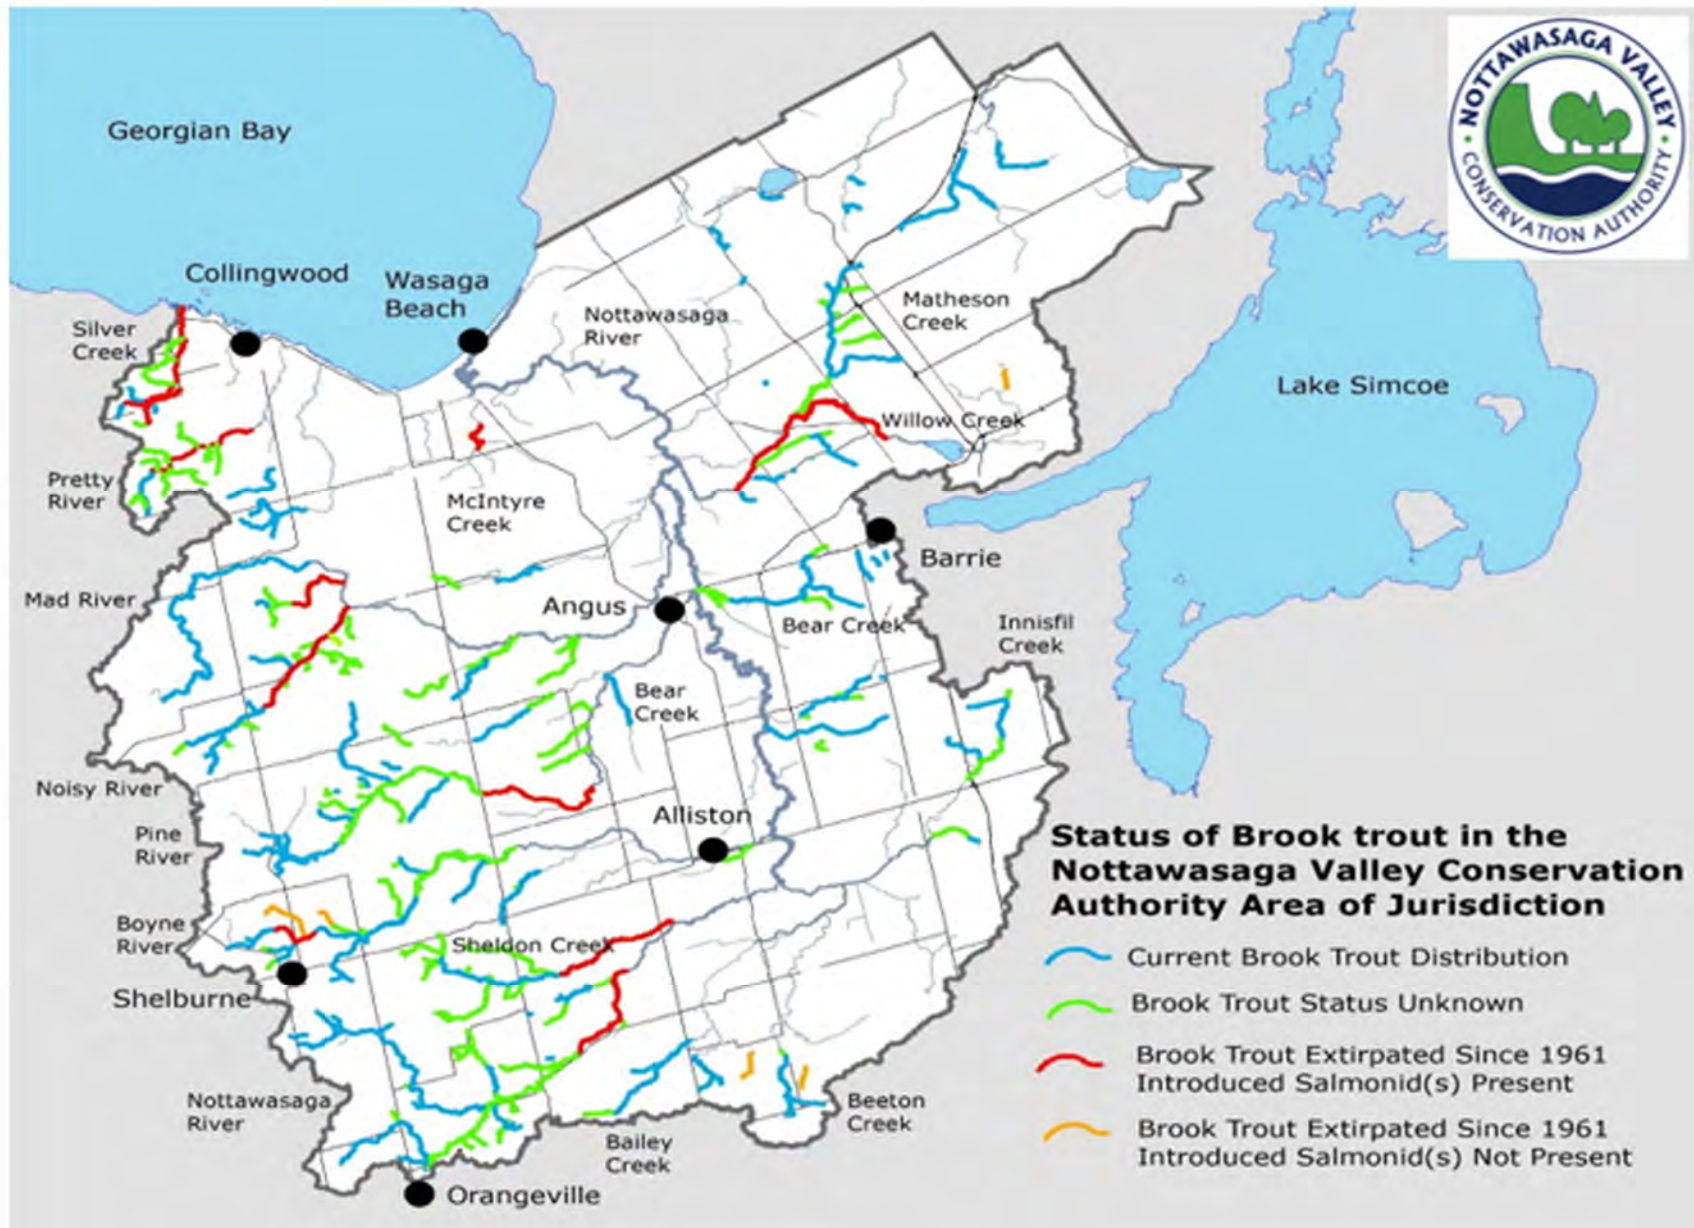 NOTTAWASAGA VALLEY
CONSERVATION AUTHORITY
Georgian Bay
Collingwood
Wasaga
Beach
Silver
Creek
Nottawasaga
River
Matheson
Creek
Lake Simcoe
Willow Creek
Pretty
River
McIntyre
Creek
Barrie
Mad River
Angus
Bear Creek
Innisfil
Creek
Bear
Creek
Noisy River
Alliston
Pine
River
Boyne
River
Sheldon Creek
Shelburne
Nottawasaga
River
Beeton
Creek
Bailey
Creek
Orangeville
Status of Brook trout in the
Nottawasaga Valley Conservation
Authority Area of Jurisdiction
Current Brook Trout Distribution
Brook Trout Status Unknown
Brook Trout Extirpated Since 1961
Introduced Salmonid(s) Present
Brook Trout Extirpated Since 1961
Introduced Salmonid(s) Not Present